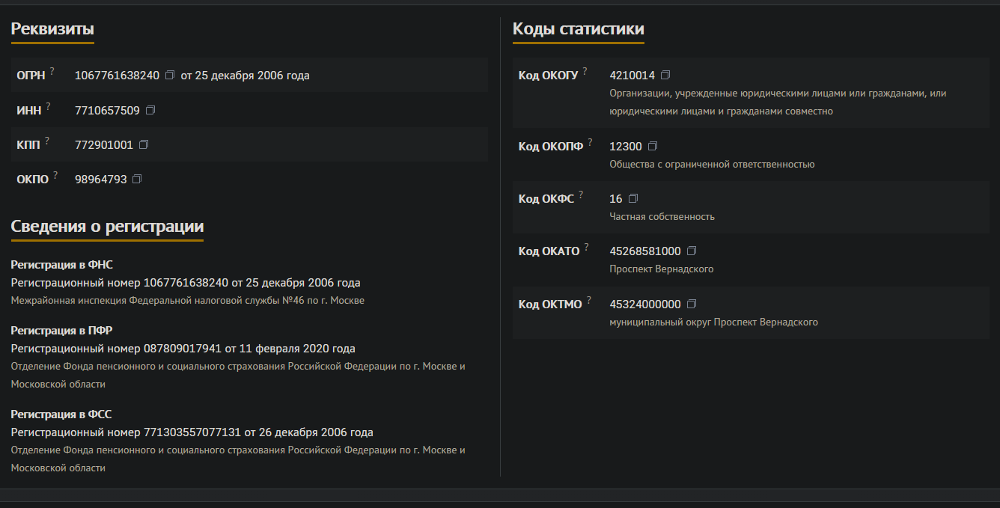 Реквизиты
ОГРН ? 1067761638240 от 25 декабря 2006 года
ИНН ? 7710657509
КПП ? 772901001
ОКПО ? 98964793
Сведения о регистрации
Регистрация в ФНС
Регистрационный номер 1067761638240 от 25 декабря 2006 года
Межрайонная инспекция Федеральной налоговой службы №46 по г. Москве
Регистрация в ПФР
Регистрационный номер 087809017941 от 11 февраля 2020 года
Отделение Фонда пенсионного и социального страхования Российской Федерации по г. Москве и
Московской области
Регистрация в ФСС
Регистрационный номер 771303557077131 от 26 декабря 2006 года
Отделение Фонда пенсионного и социального страхования Российской Федерации по г. Москве и
Московской области
Коды статистики
Код ОКОГУ ? 4210014
Организации, учрежденные юридическими лицами или гражданами, или
юридическими лицами и гражданами совместно
Код ОКОПФ ? 12300
Общества с ограниченной ответственностью
Код ОКФС ? 16
Частная собственность
Код ОКАТО ? 45268581000
Проспект Вернадского
Код ОКТМО ? 45324000000
муниципальный округ Проспект Вернадского